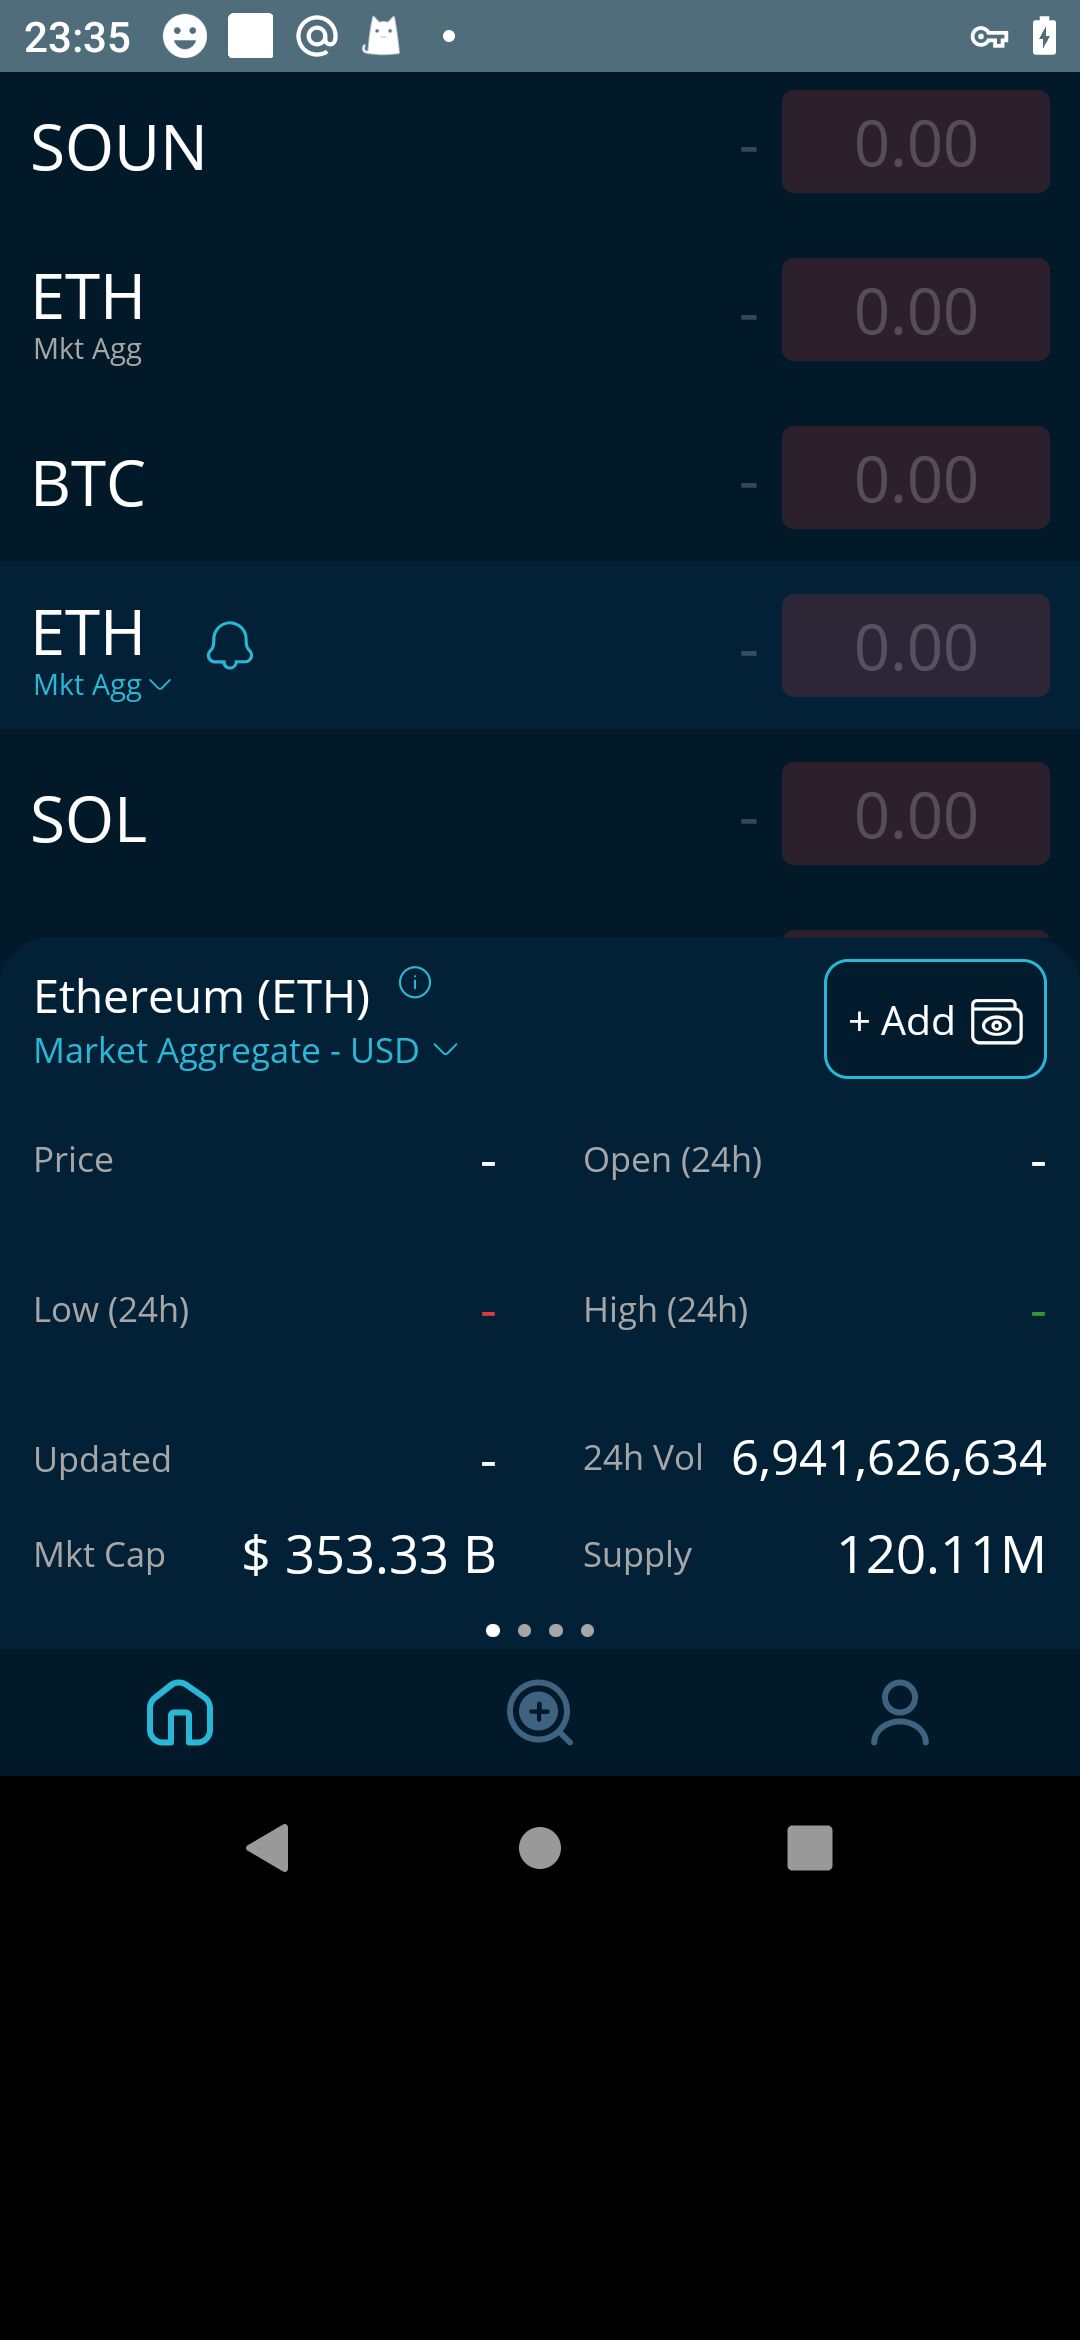 23:35
SOUN - 0.00
ETH - 0.00
Mkt Agg
BTC - 0.00
ETH - 0.00
Mkt Agg
SOL - 0.00
Ethereum (ETH)
+ Add
Market Aggregate - USD
Price - Open (24h) -
Low (24h) - High (24h) -
Updated - 24h Vol 6,941,626,634
Mkt Cap $ 353.33 B Supply 120.11M